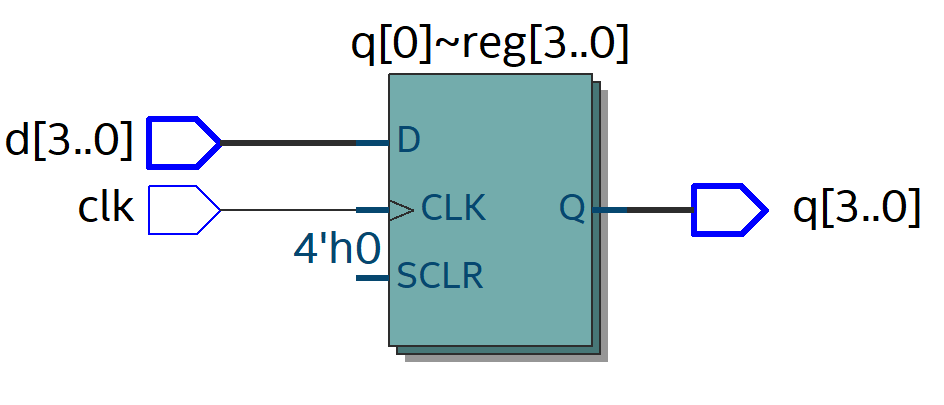 q[0]~reg[3..0]
d[3..0]
D
clk
CLK
Q
q[3..0]
4'h0
SCLR